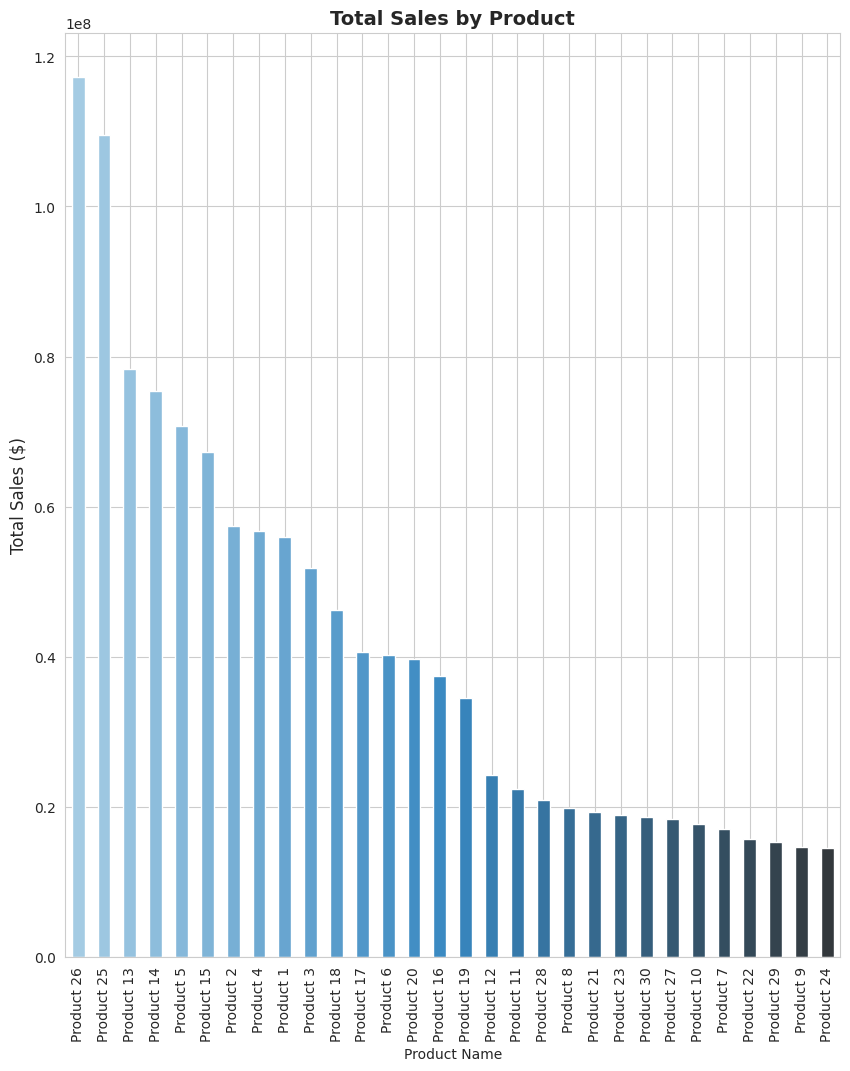 Total Sales by Product
1e8
1.2
1.0
0.8
0.6
0.4
0.2
0.0
Total Sales ($)
Product 26
Product 25
Product 13
Product 14
Product 5
Product 15
Product 2
Product 4
Product 1
Product 3
Product 18
Product 17
Product 6
Product 20
Product 16
Product 19
Product 12
Product 11
Product 28
Product 8
Product 21
Product 23
Product 30
Product 27
Product 10
Product 7
Product 22
Product 29
Product 9
Product 24
Product Name